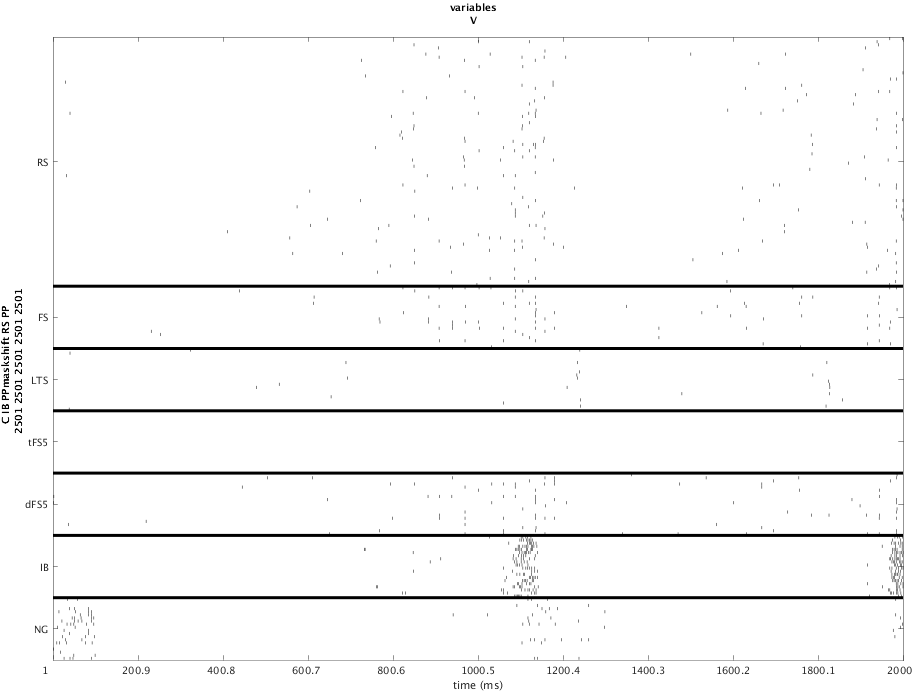 variables
V
C IB PPmaskshift RS PP
2501 2501 2501 2501 2501
RS
FS
LTS
tFS5
dFS5
IB
NG
1 200.9 400.8 600.7 800.6 1000.5 1200.4 1400.3 1600.2 1800.1 2000
time (ms)